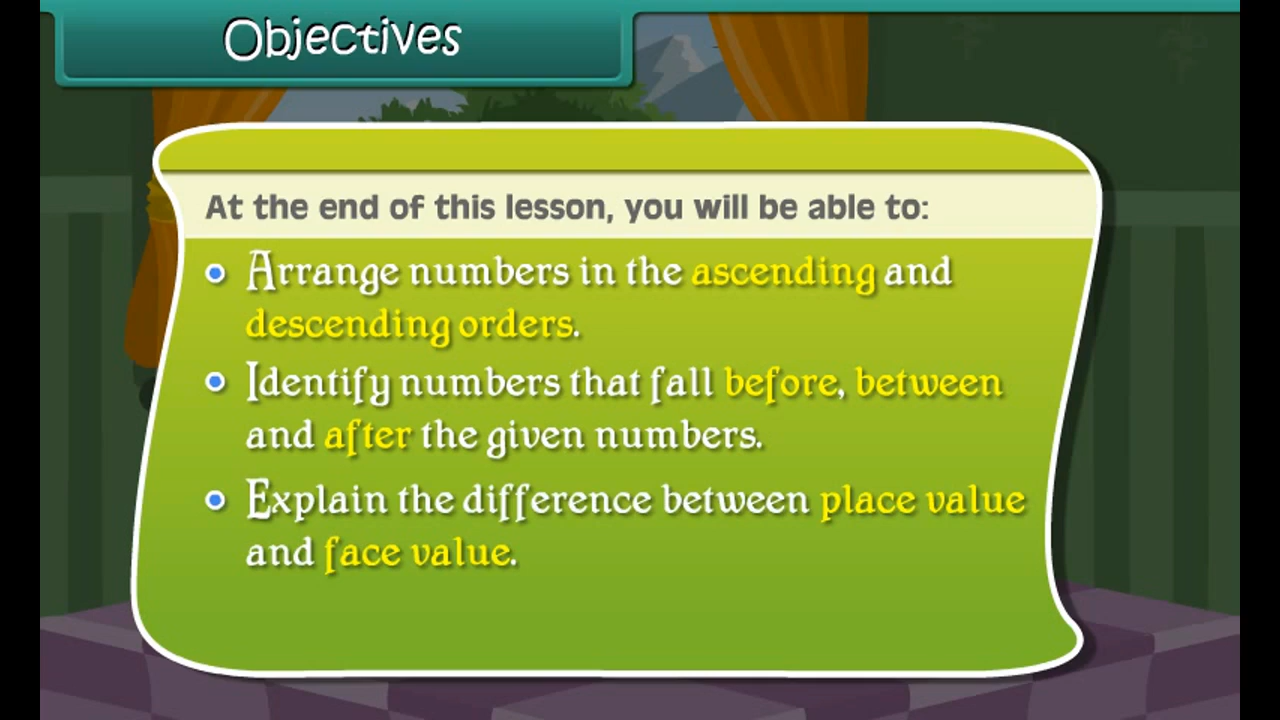 Objectives
At the end of this lesson, you will be able to:
Arrange numbers in the ascending and
descending orders.
Identify numbers that fall before, between
and after the given numbers.
Explain the difference between place value
and face value.